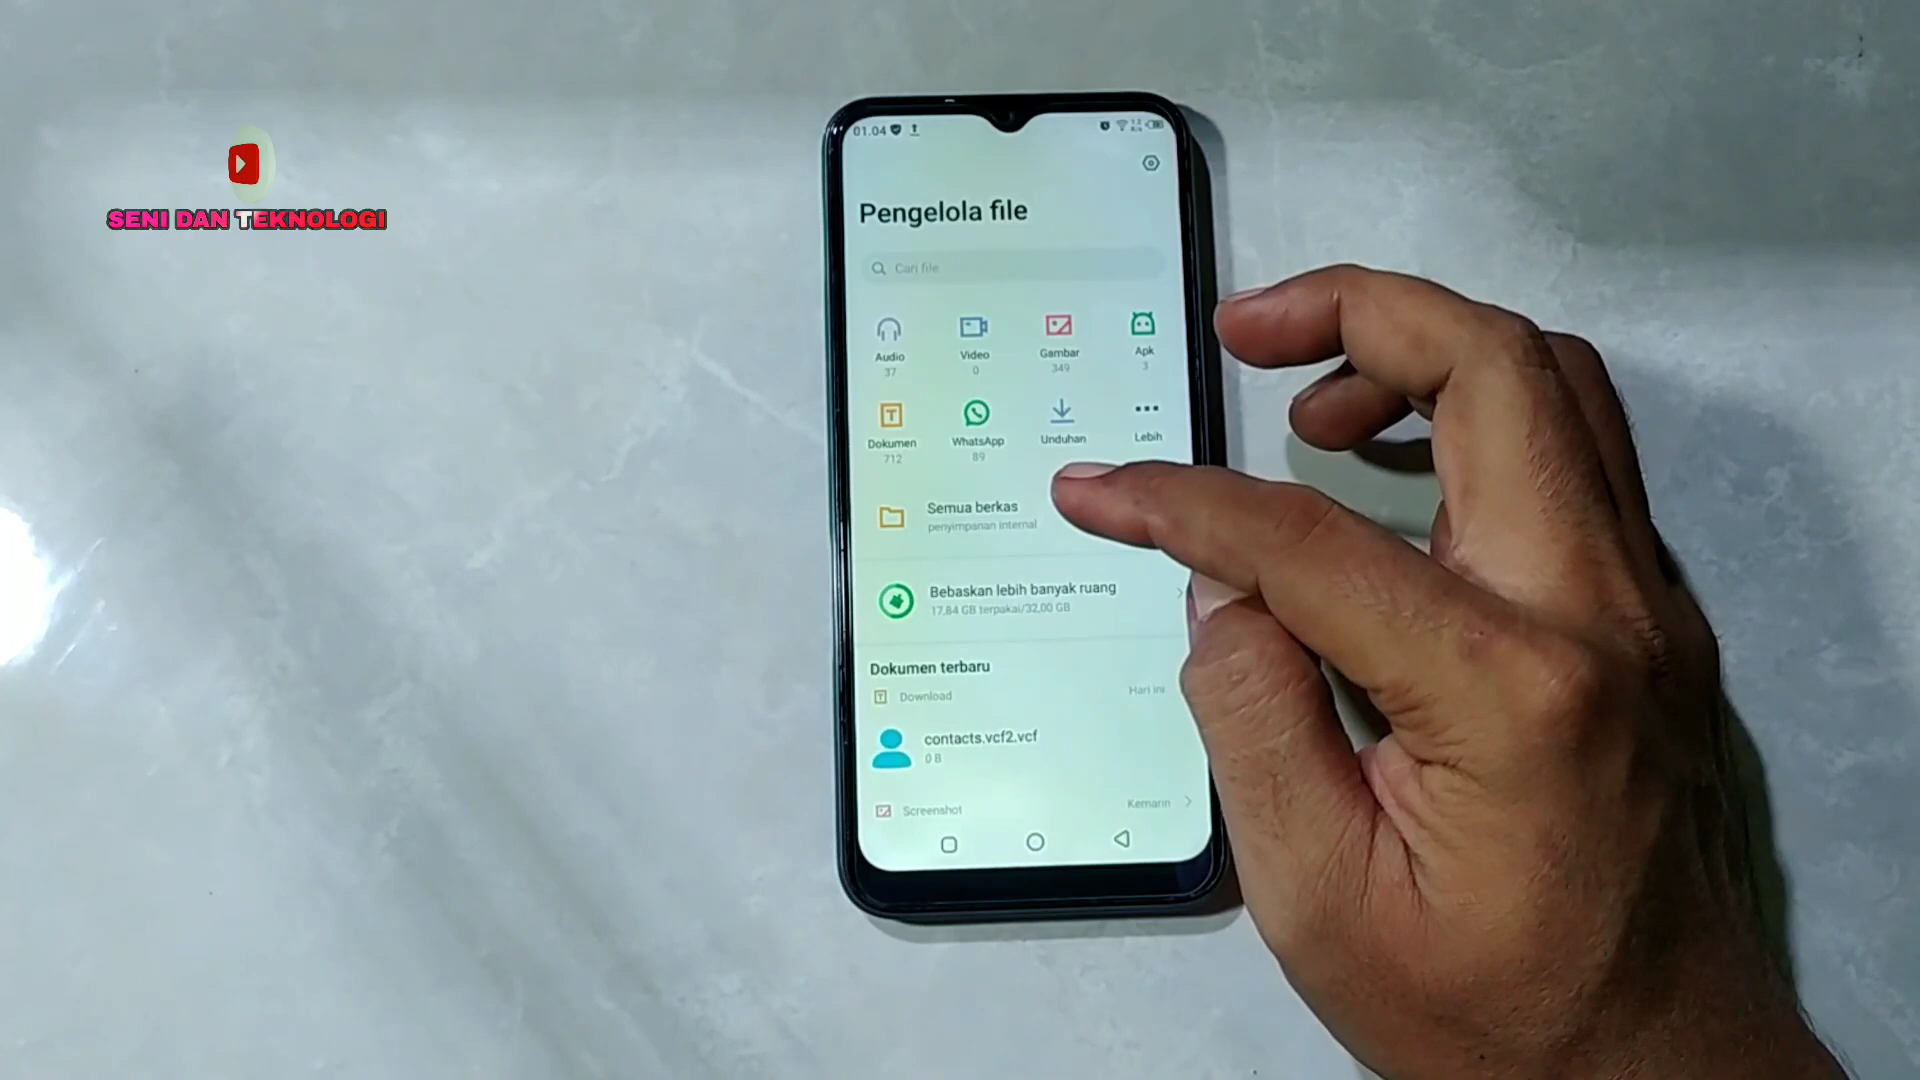 SENI DAN TEKNOLOGI
01.04
Pengelola file
Cari file
Audio
37
Video
0
Gambar
349
Apk
3
Dokumen
712
WhatsApp
89
Unduhan
Lebih
Semua berkas
penyimpanan internal
Bebaskan lebih banyak ruang
17,84 GB terpakai/32,00 GB
Dokumen terbaru
Download
Hari ini
contacts.vcf2.vcf
0 B
Screenshot
Kemarin